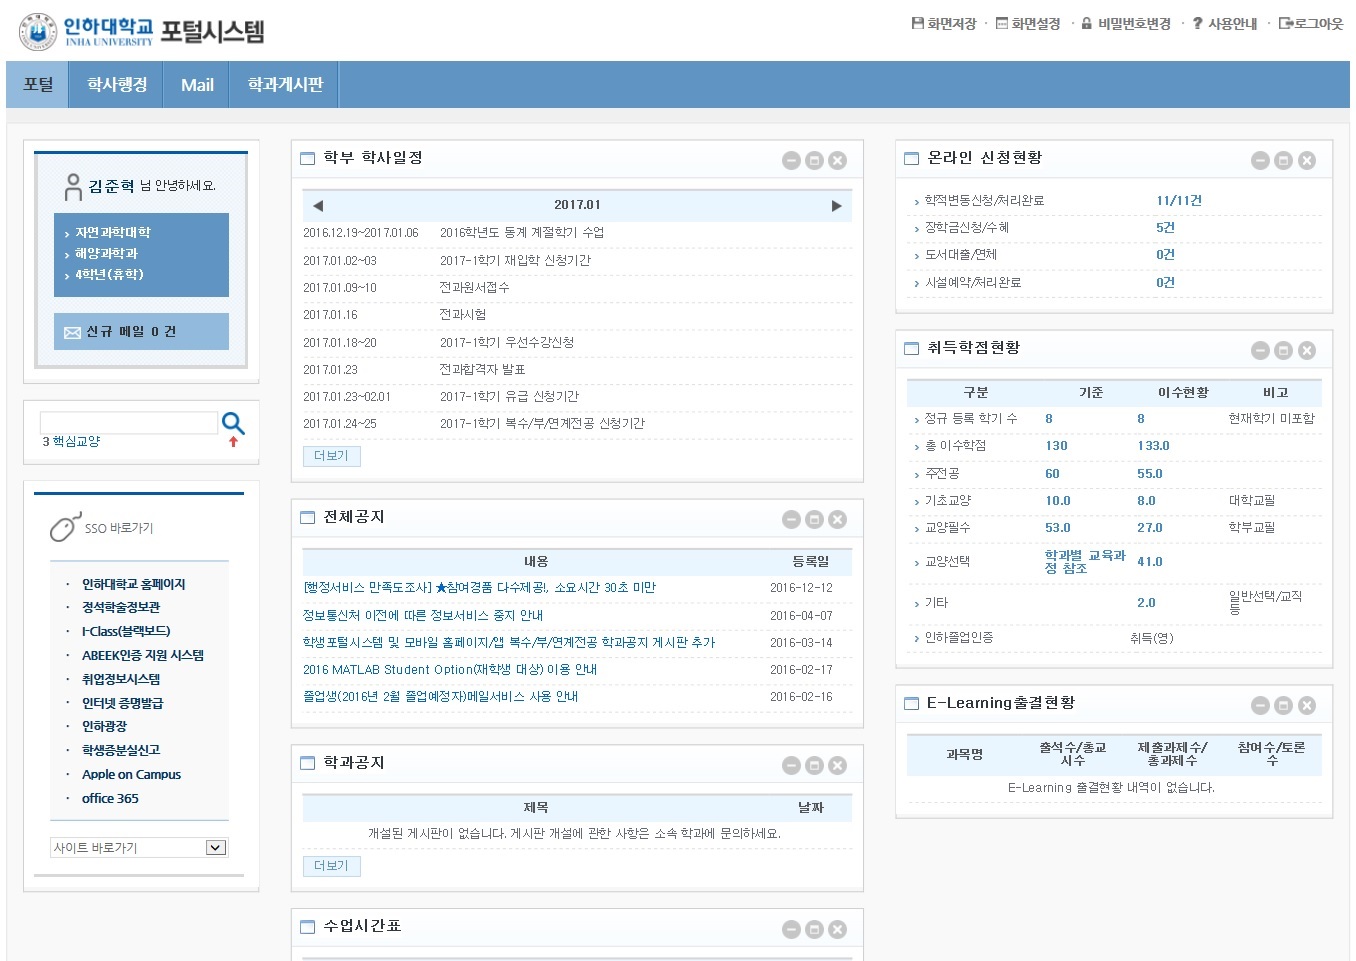 인하대학교 포털시스템
INHA UNIVERSITY
화면저장 · 화면설정 · 비밀번호변경 · ? 사용안내 · 로그아웃
포털 학사행정 Mail 학과게시판
김준혁 님 안녕하세요.
› 자연과학대학
› 해양과학과
› 4학년(휴학)
신규 메일 0 건
3 핵심교양
SSO 바로가기
· 인하대학교 홈페이지
· 정석학술정보관
· I-Class(블랙보드)
· ABEEK인증 지원 시스템
· 취업정보시스템
· 인터넷 증명발급
· 인하광장
· 학생증분실신고
· Apple on Campus
· office 365
사이트 바로가기
학부 학사일정
◀ 2017.01 ▶
2016.12.19~2017.01.06 2016학년도 동계 계절학기 수업
2017.01.02~03 2017-1학기 재입학 신청기간
2017.01.09~10 전과원서접수
2017.01.16 전과시험
2017.01.18~20 2017-1학기 우선수강신청
2017.01.23 전과합격자 발표
2017.01.23~02.01 2017-1학기 유급 신청기간
2017.01.24~25 2017-1학기 복수/부/연계전공 신청기간
더보기
전체공지
내용 등록일
[행정서비스 만족도조사] ★참여경품 다수제공!, 소요시간 30초 미만 2016-12-12
정보통신처 이전에 따른 정보서비스 중지 안내 2016-04-07
학생포털시스템 및 모바일 홈페이지/앱 복수/부/연계전공 학과공지 게시판 추가 2016-03-14
2016 MATLAB Student Option(재학생 대상) 이용 안내 2016-02-17
졸업생(2016년 2월 졸업예정자)메일서비스 사용 안내 2016-02-16
학과공지
제목 날짜
개설된 게시판이 없습니다. 게시판 개설에 관한 사항은 소속 학과에 문의하세요.
더보기
수업시간표
온라인 신청현황
› 학적변동신청/처리완료 11/11건
› 장학금신청/수혜 5건
› 도서대출/연체 0건
› 시설예약/처리완료 0건
취득학점현황
구분 기준 이수현황 비고
› 정규 등록 학기 수 8 8 현재학기 미포함
› 총 이수학점 130 133.0
› 주전공 60 55.0
› 기초교양 10.0 8.0 대학교필
› 교양필수 53.0 27.0 학부교필
› 교양선택 학과별 교육과 41.0
정 참조
› 기타 2.0 일반선택/교직
등
› 인하졸업인증 취득(영)
E-Learning출결현황
과목명 출석수/총교 제출과제수/ 참여수/토론
시수 총과제수 수
E-Learning 출결현황 내역이 없습니다.